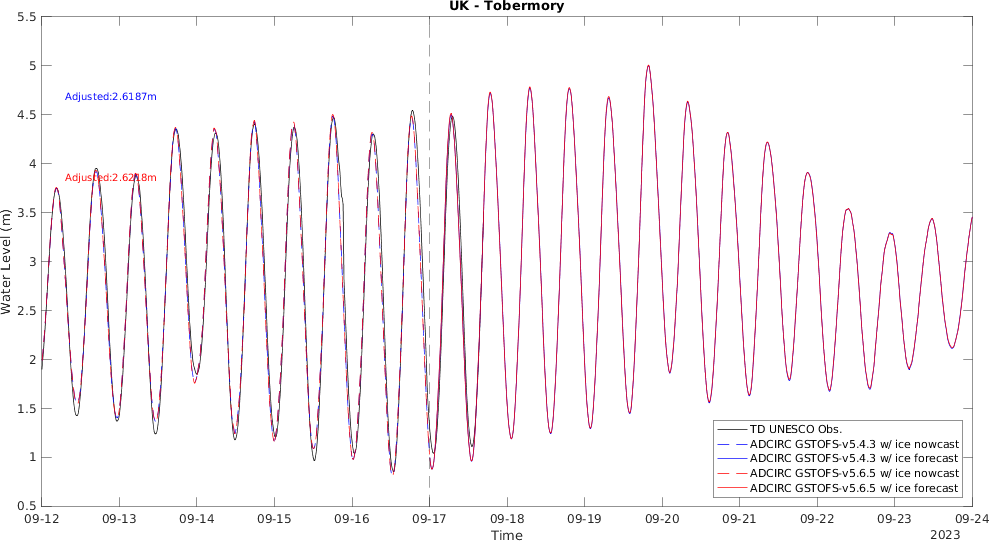 UK - Tobermory
5.5
5
4.5
4
3.5
3
2.5
2
1.5
1
0.5
Water Level (m)
Adjusted:2.6187m
Adjusted:2.6218m
TD UNESCO Obs.
ADCIRC GSTOFS-v5.4.3 w/ ice nowcast
ADCIRC GSTOFS-v5.4.3 w/ ice forecast
ADCIRC GSTOFS-v5.6.5 w/ ice nowcast
ADCIRC GSTOFS-v5.6.5 w/ ice forecast
09-12 09-13 09-14 09-15 09-16 09-17 09-18 09-19 09-20 09-21 09-22 09-23 09-24
Time
2023